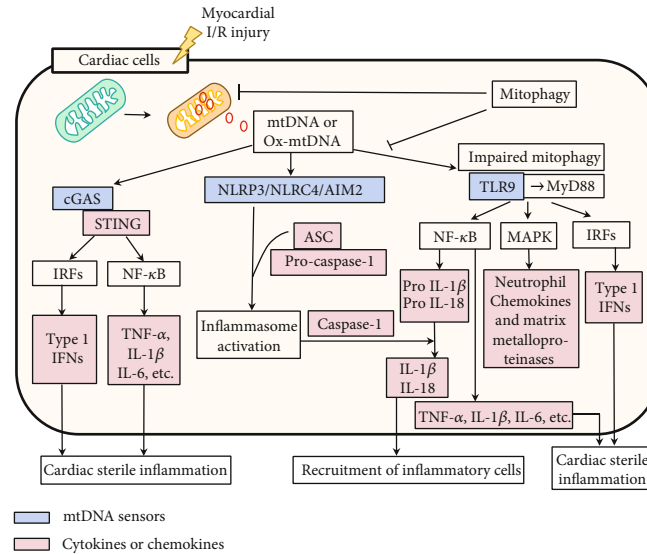 Myocardial
I/R injury
Cardiac cells
Mitophagy
mtDNA or
Ox-mtDNA
Impaired mitophagy
cGAS
STING
NLRP3/NLRC4/AIM2
TLR9
→MyD88
ASC
Pro-caspase-1
NF-κB
MAPK
IRFs
IRFs
NF-κB
Pro IL-1β
Pro IL-18
Neutrophil
Chemokines
and matrix
metallopro-
teinases
Type 1
IFNs
Type 1
IFNs
TNF-α,
IL-1β
IL-6, etc.
Inflammasome
activation
Caspase-1
IL-1β
IL-18
TNF-α, IL-1β, IL-6, etc.
Cardiac sterile inflammation
Recruitment of inflammatory cells
Cardiac sterile
inflammation
mtDNA sensors
Cytokines or chemokines